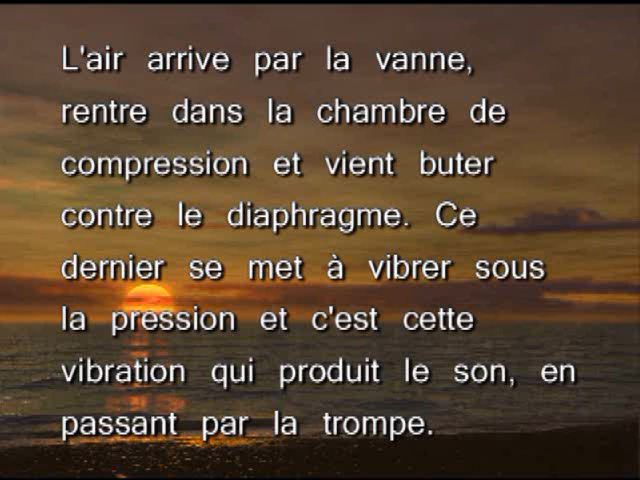 L'air arrive par la vanne,
rentre dans la chambre de
compression et vient buter
contre le diaphragme. Ce
dernier se met à vibrer sous
la pression et c'est cette
vibration qui produit le son, en
passant par la trompe.